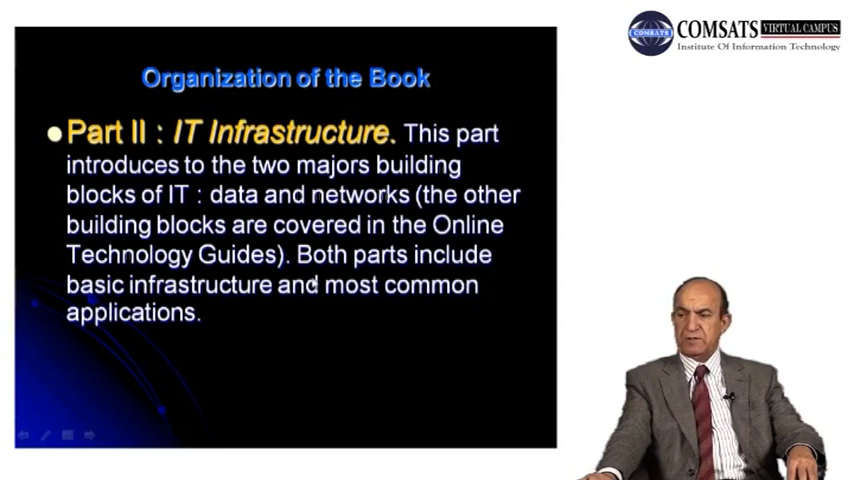 COMSATS VIRTUAL CAMPUS
COMSATS
Institute Of Information Technology
Organization of the Book
Part II : IT Infrastructure. This part
introduces to the two majors building
blocks of IT : data and networks (the other
building blocks are covered in the Online
Technology Guides). Both parts include
basic infrastructure and most common
applications.